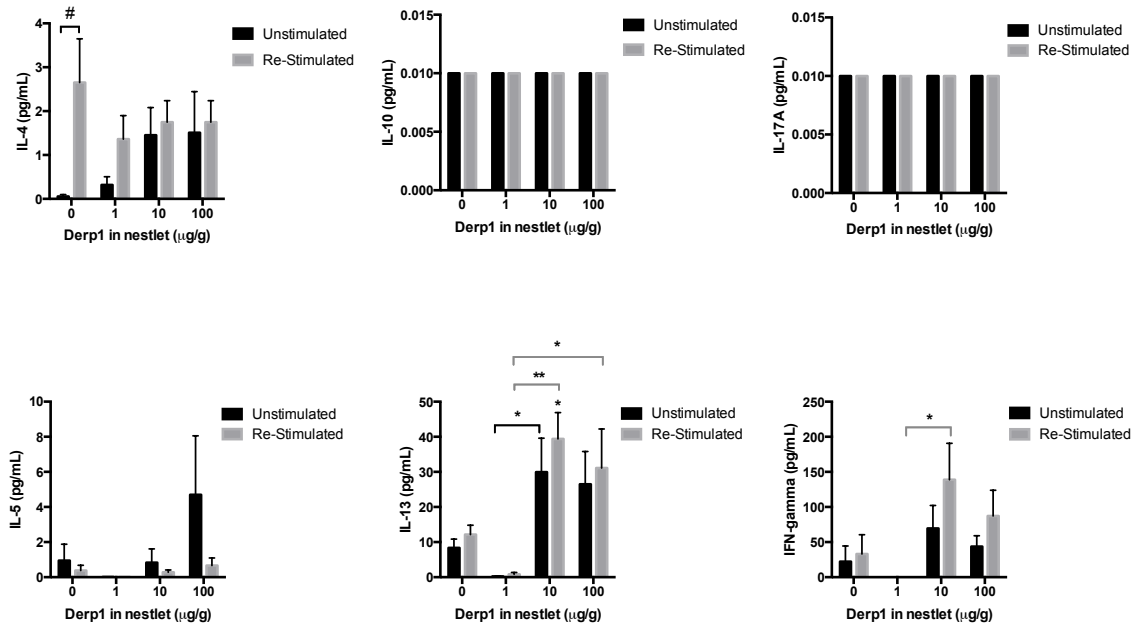 #
IL-4 (pg/mL)
4
3
2
1
0
0 1 10 100
Derp1 in nestlet (μg/g)
Unstimulated
Re-Stimulated
IL-10 (pg/mL)
0.015
0.010
0.005
0.000
0 1 10 100
Derp1 in nestlet (μg/g)
Unstimulated
Re-Stimulated
IL-17A (pg/mL)
0.015
0.010
0.005
0.000
0 1 10 100
Derp1 in nestlet (μg/g)
Unstimulated
Re-Stimulated
IL-5 (pg/mL)
10
8
6
4
2
0
0 1 10 100
Derp1 in nestlet (μg/g)
Unstimulated
Re-Stimulated
*
**
*
*
IL-13 (pg/mL)
50
40
30
20
10
0
0 1 10 100
Derp1 in nestlet (μg/g)
Unstimulated
Re-Stimulated
*
IFN-gamma (pg/mL)
250
200
150
100
50
0
0 1 10 100
Derp1 in nestlet (μg/g)
Unstimulated
Re-Stimulated